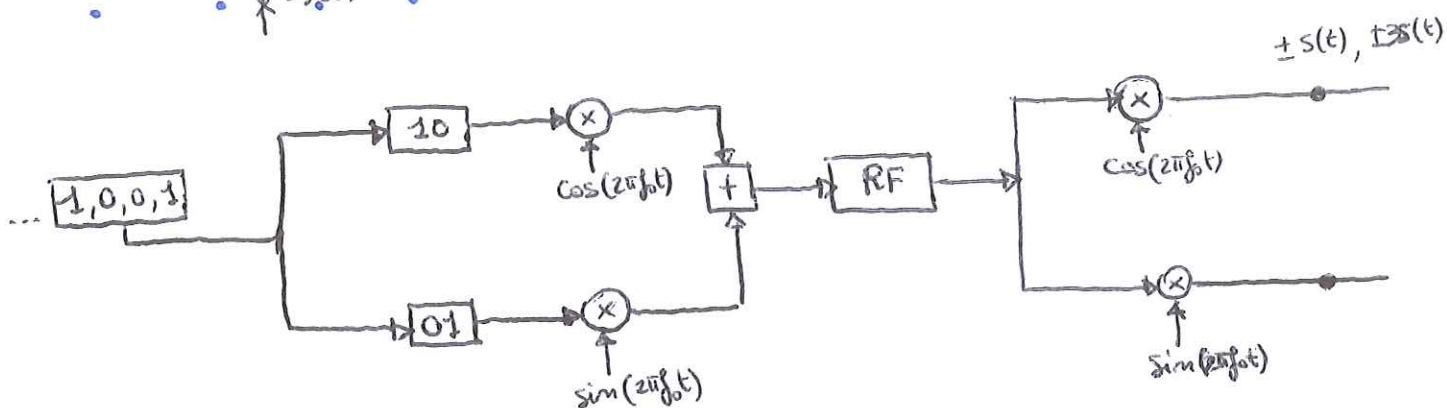 ± s(t), ±3s(t)
10
×
×
cos(2πf₀t)
cos(2πf₀t)
... 1,0,0,1
+
RF
01
×
×
sin(2πf₀t)
sin(2πf₀t)